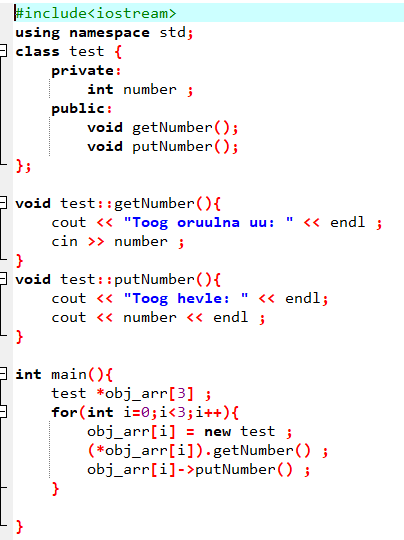 #include<iostream>
using namespace std;
class test {
    private:
        int number ;
    public:
        void getNumber();
        void putNumber();
};

void test::getNumber(){
    cout << "Toog oruulna uu: " << endl ;
    cin >> number ;
}
void test::putNumber(){
    cout << "Toog hevle: " << endl;
    cout << number << endl ;
}

int main(){
    test *obj_arr[3] ;
    for(int i=0;i<3;i++){
        obj_arr[i] = new test ;
        (*obj_arr[i]).getNumber() ;
        obj_arr[i]->putNumber() ;
    }

}